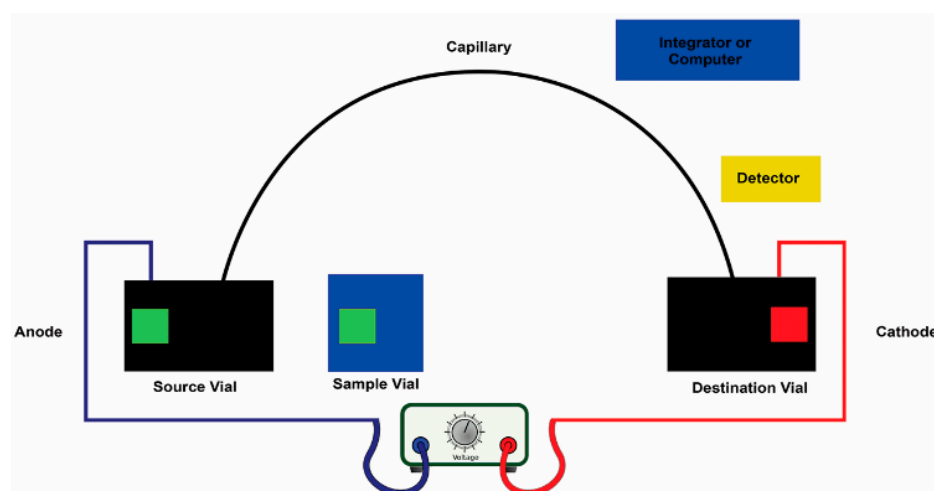 Capillary
Integrator or
Computer
Detector
Anode
Cathode
Source Vial
Sample Vial
Destination Vial
Voltage